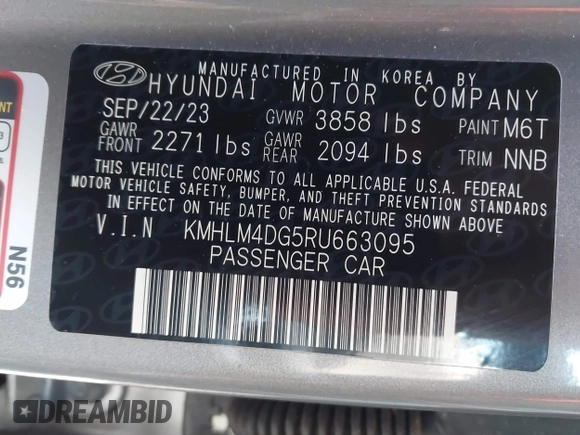 MANUFACTURED IN KOREA BY
HYUNDAI MOTOR COMPANY
SEP/22/23 GVWR 3858 lbs PAINT M6T
GAWR FRONT 2271 lbs GAWR REAR 2094 lbs TRIM NNB
THIS VEHICLE CONFORMS TO ALL APPLICABLE U.S.A. FEDERAL
MOTOR VEHICLE SAFETY, BUMPER, AND THEFT PREVENTION STANDARDS
IN EFFECT ON THE DATE OF MANUFACTURE SHOWN ABOVE
V.I.N KMHLM4DG5RU663095
PASSENGER CAR
N56
DREAMBID